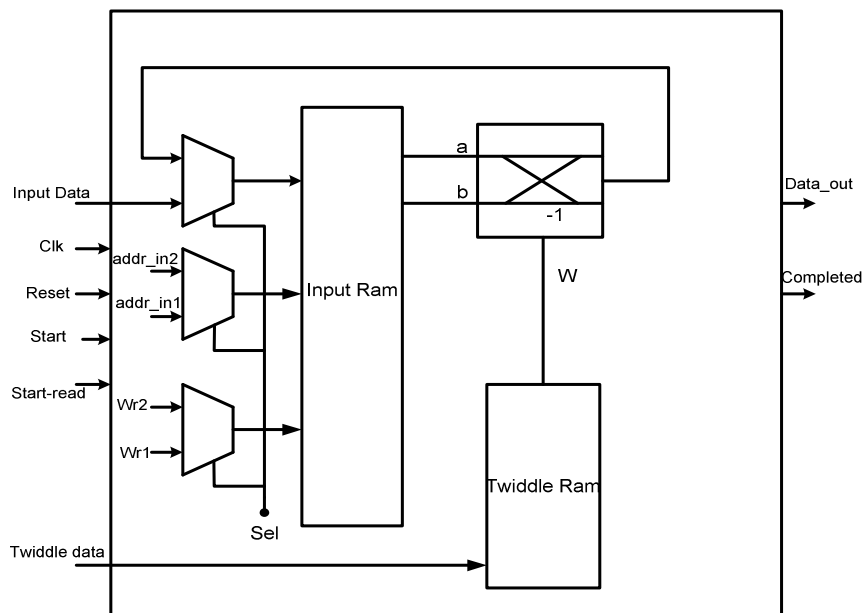 a
Input Data
b
Data_out
-1
Clk
addr_in2
W
Completed
Reset
addr_in1
Input Ram
Start
Start-read
Wr2
Wr1
Twiddle Ram
Sel
Twiddle data